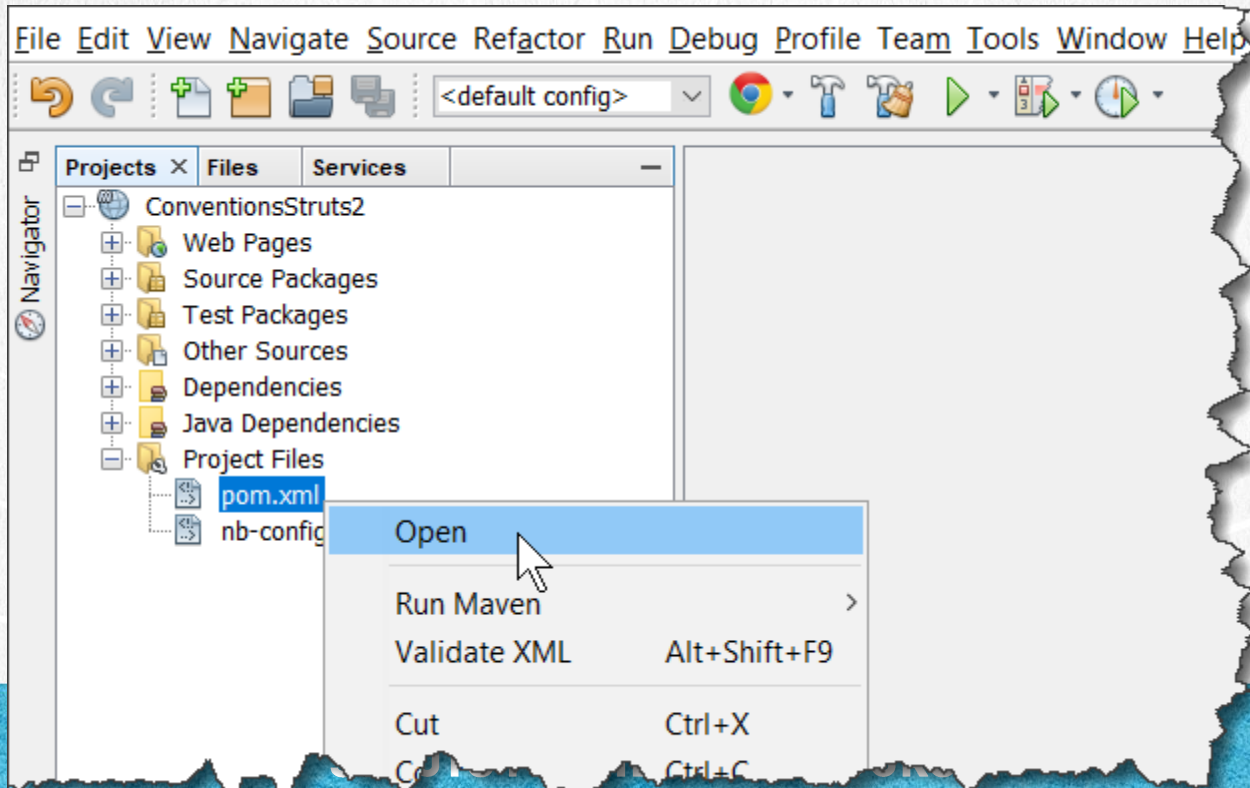 File Edit View Navigate Source Refactor Run Debug Profile Team Tools Window Help
<default config>
Projects Files Services
Navigator
ConventionsStruts2
Web Pages
Source Packages
Test Packages
Other Sources
Dependencies
Java Dependencies
Project Files
pom.xml
nb-config
Open
Run Maven
Validate XML Alt+Shift+F9
Cut Ctrl+X
Ctrl+C